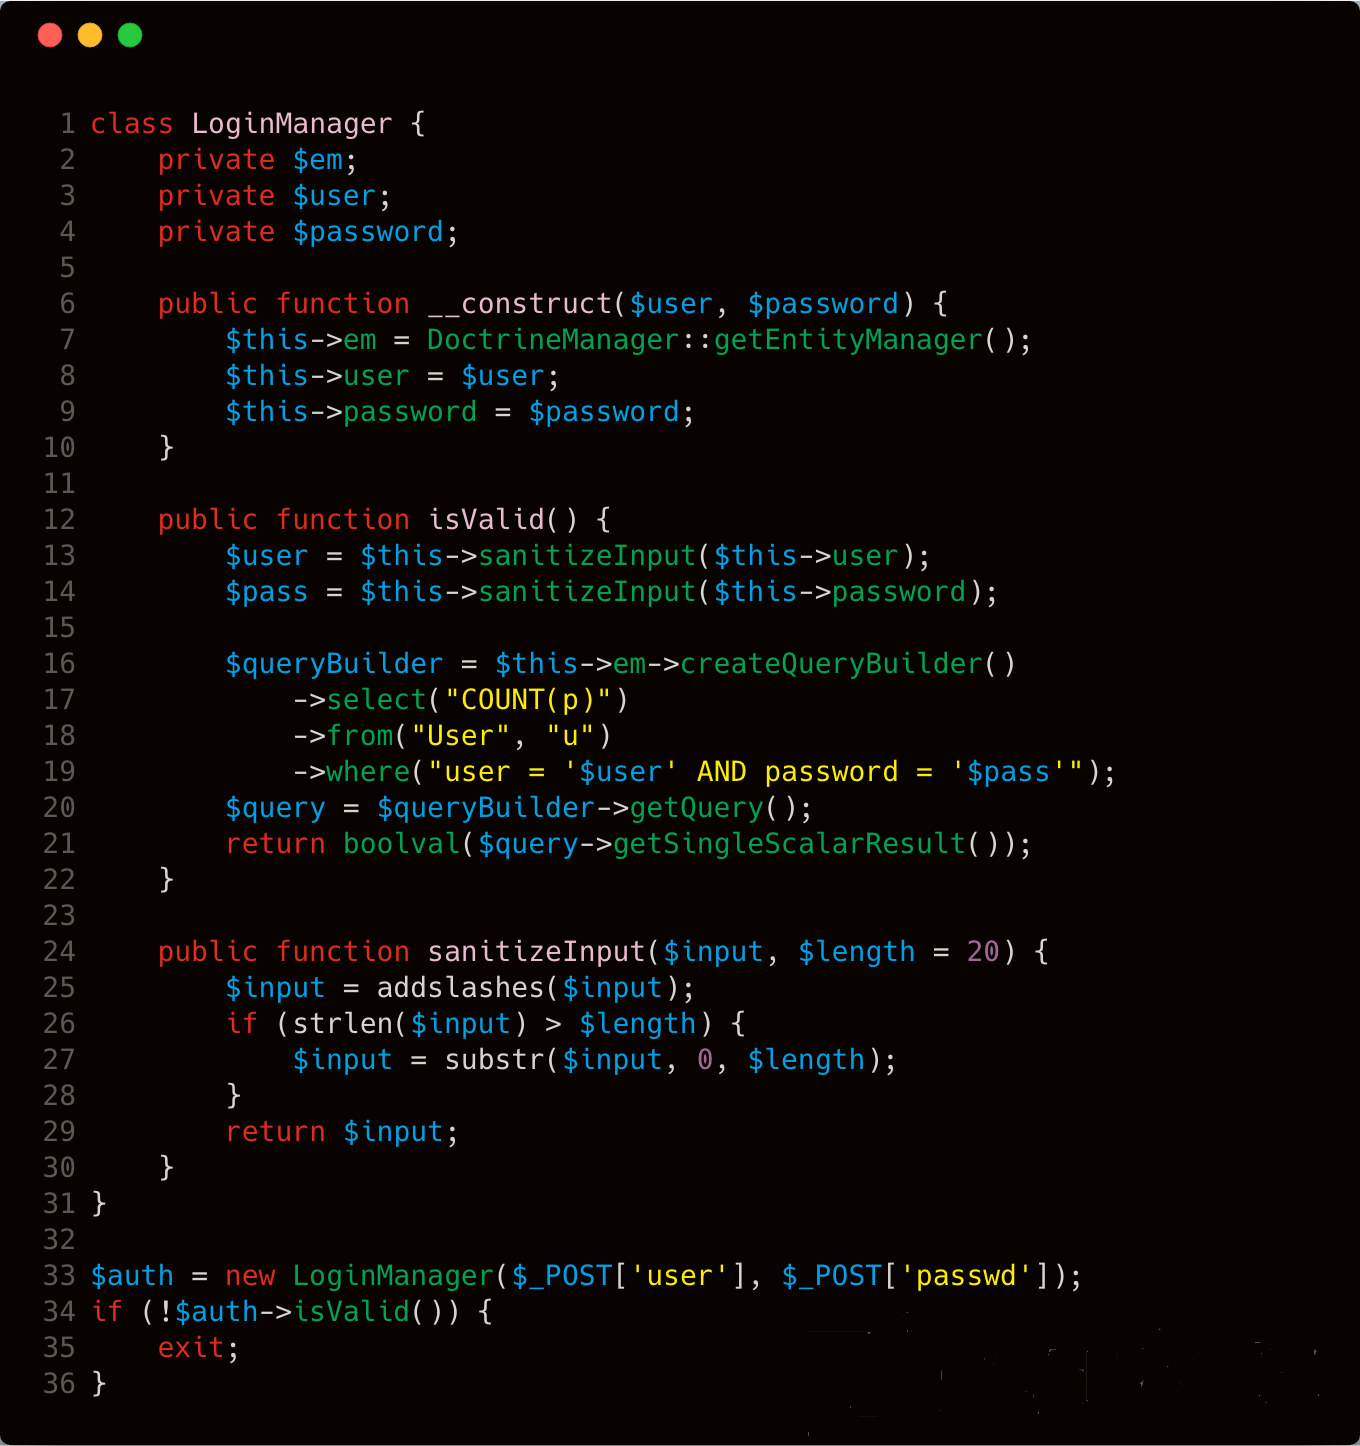 1 class LoginManager {
2     private $em;
3     private $user;
4     private $password;
5
6     public function __construct($user, $password) {
7         $this->em = DoctrineManager::getEntityManager();
8         $this->user = $user;
9         $this->password = $password;
10     }
11
12     public function isValid() {
13         $user = $this->sanitizeInput($this->user);
14         $pass = $this->sanitizeInput($this->password);
15
16         $queryBuilder = $this->em->createQueryBuilder()
17             ->select("COUNT(p)")
18             ->from("User", "u")
19             ->where("user = '$user' AND password = '$pass'");
20         $query = $queryBuilder->getQuery();
21         return boolval($query->getSingleScalarResult());
22     }
23
24     public function sanitizeInput($input, $length = 20) {
25         $input = addslashes($input);
26         if (strlen($input) > $length) {
27             $input = substr($input, 0, $length);
28         }
29         return $input;
30     }
31 }
32
33 $auth = new LoginManager($_POST['user'], $_POST['passwd']);
34 if (!$auth->isValid()) {
35     exit;
36 }